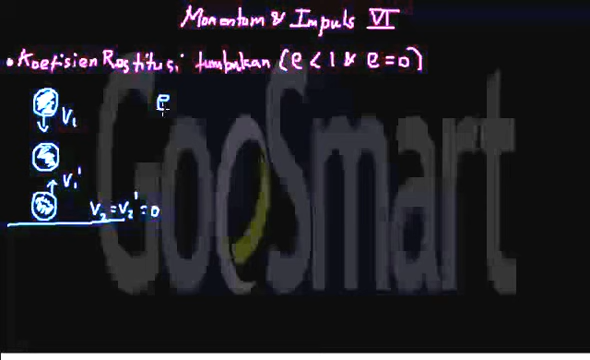 Momentum & Impuls VI
• Koefisien Restitusi tumbukan (e < 1 & e = 0)
e
V₁
V₁'
V₂ = V₂' = 0
GooSmart